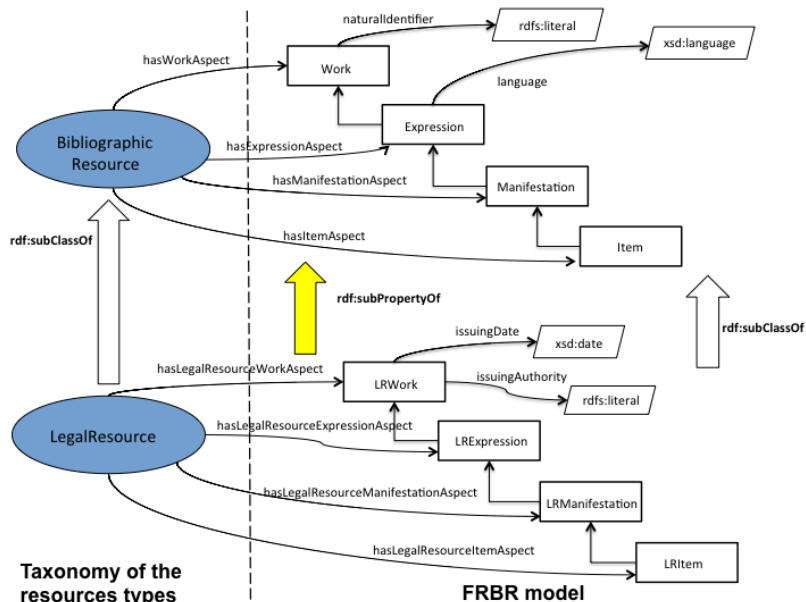 naturalIdentifier
rdfs:literal
xsd:language
hasWorkAspect
Work
language
Expression
Bibliographic
Resource
hasExpressionAspect
hasManifestationAspect
Manifestation
rdf:subClassOf
hasItemAspect
Item
rdf:subPropertyOf
rdf:subClassOf
issuingDate
xsd:date
hasLegalResourceWorkAspect
LRWork
issuingAuthority
rdfs:literal
hasLegalResourceExpressionAspect
LegalResource
LRExpression
hasLegalResourceManifestationAspect
LRManifestation
hasLegalResourceItemAspect
LRItem
Taxonomy of the
resources types
FRBR model